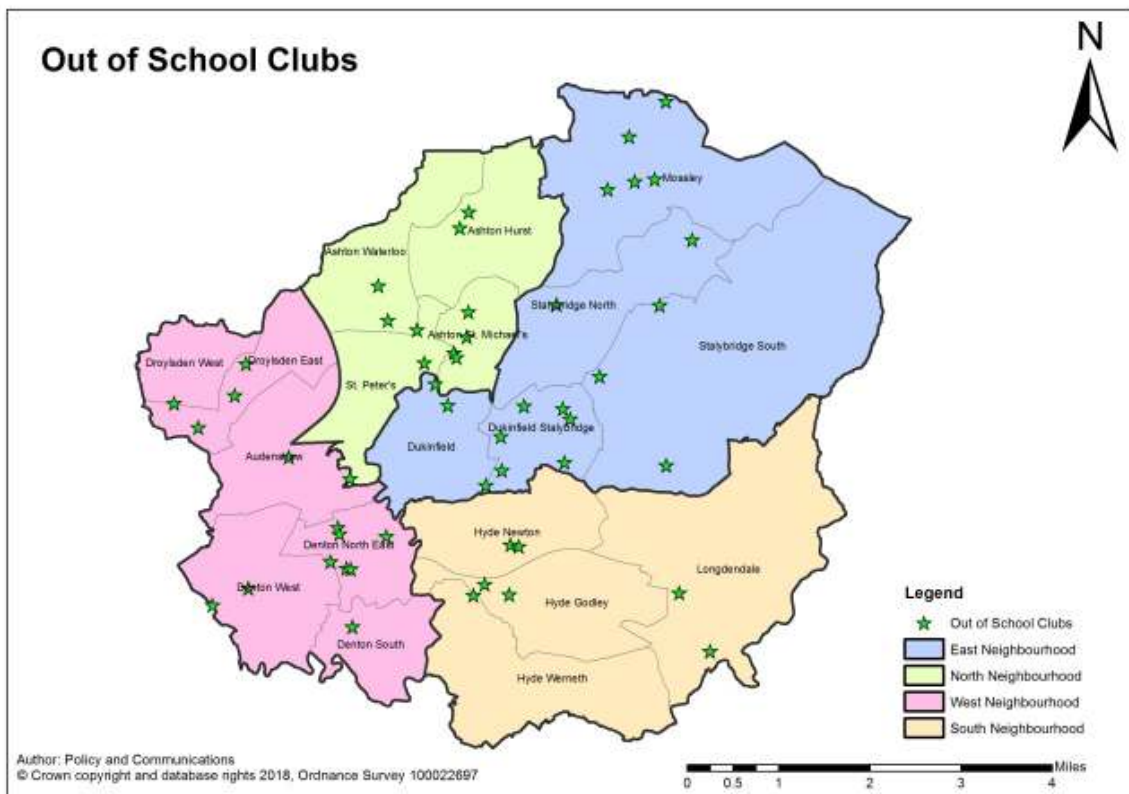 Out of School Clubs
N
Mossley
Ashton Hurst
Ashton Waterloo
Stalybridge North
Ashton St. Michael's
Stalybridge South
Droylsden West
Droylsden East
St. Peter's
Dukinfield Stalybridge
Dukinfield
Audenshaw
Hyde Newton
Denton North East
Longdendale
Denton West
Hyde Godley
Denton South
Hyde Werneth
Legend
Out of School Clubs
East Neighbourhood
North Neighbourhood
West Neighbourhood
South Neighbourhood
Author: Policy and Communications
© Crown copyright and database rights 2018, Ordnance Survey 100022697
Miles
0 0.5 1 2 3 4